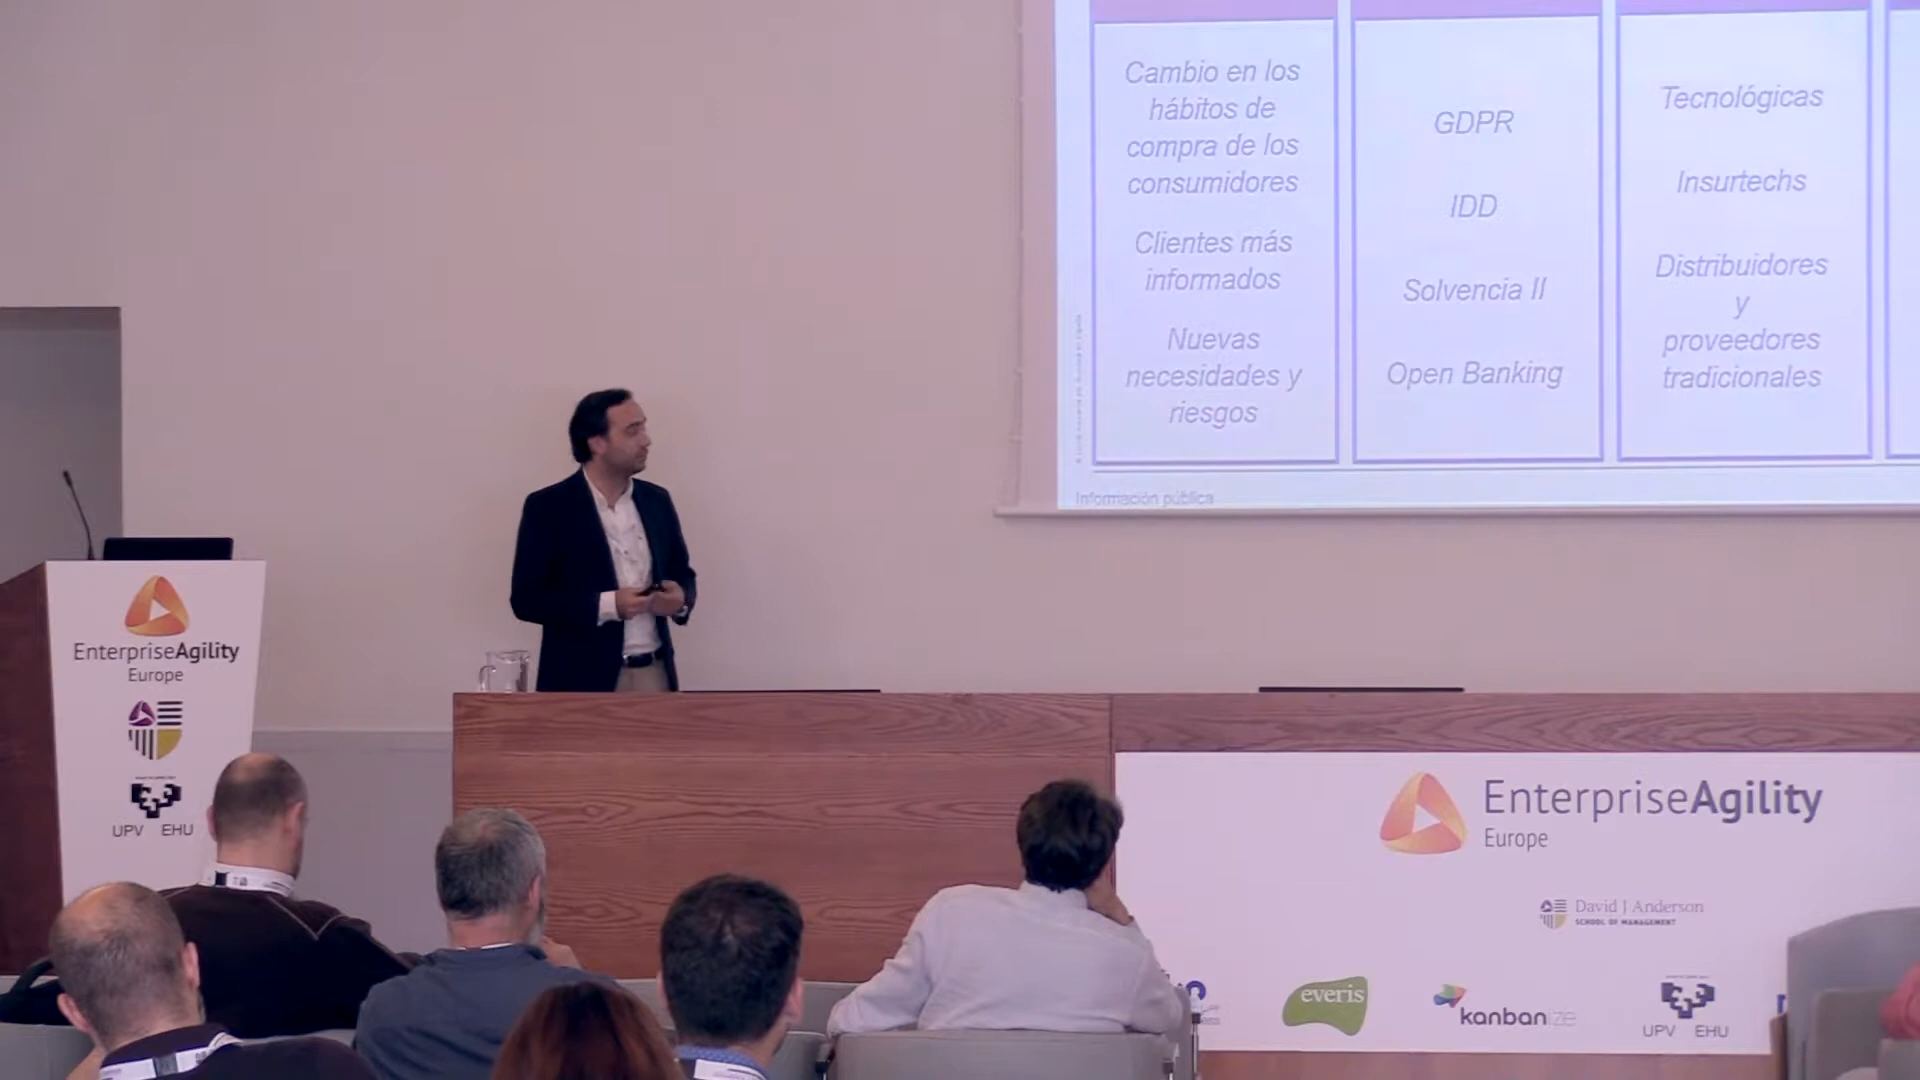 Cambio en los
hábitos de
compra de los
consumidores
Clientes más
informados
Nuevas
necesidades y
riesgos
GDPR
IDD
Solvencia II
Open Banking
Tecnológicas
Insurtechs
Distribuidores
y
proveedores
tradicionales
Información pública
EnterpriseAgility
Europe
UPV EHU
EnterpriseAgility
Europe
David J Anderson
SCHOOL OF MANAGEMENT
everis
kanbanize
UPV EHU